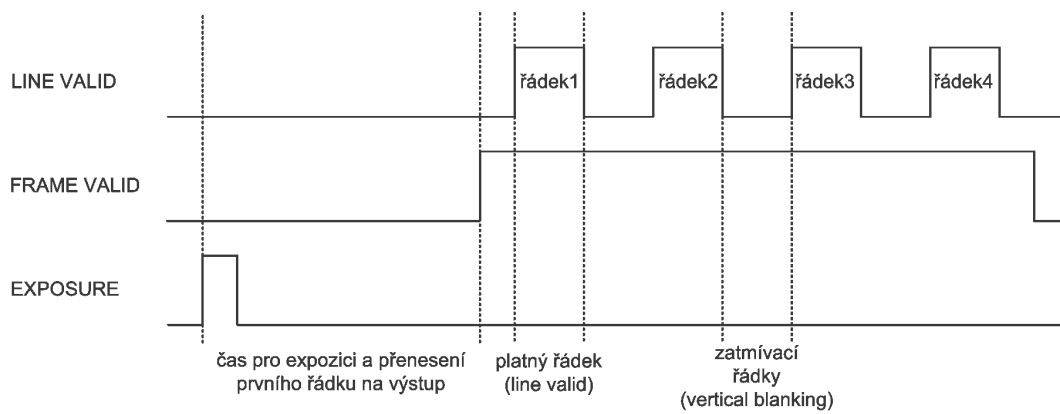 LINE VALID
řádek1
řádek2
řádek3
řádek4
FRAME VALID
EXPOSURE
čas pro expozici a přenesení
prvního řádku na výstup
platný řádek
(line valid)
zatmívací
řádky
(vertical blanking)